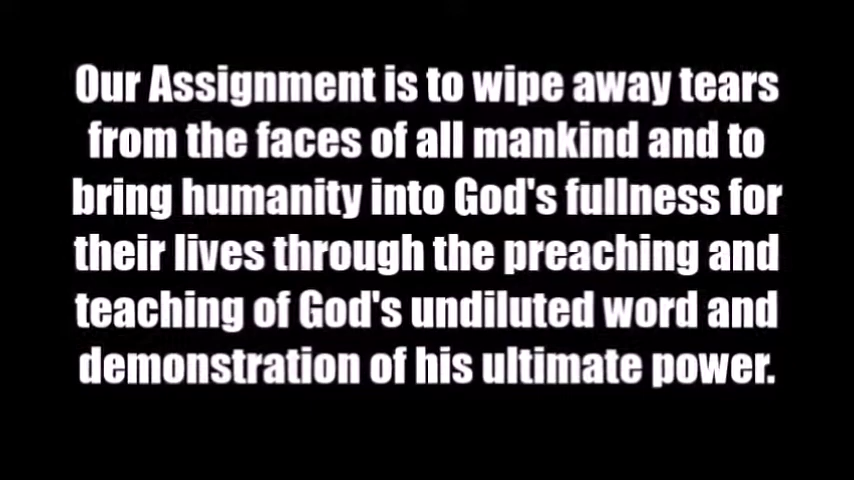 Our Assignment is to wipe away tears
from the faces of all mankind and to
bring humanity into God's fullness for
their lives through the preaching and
teaching of God's undiluted word and
demonstration of his ultimate power.